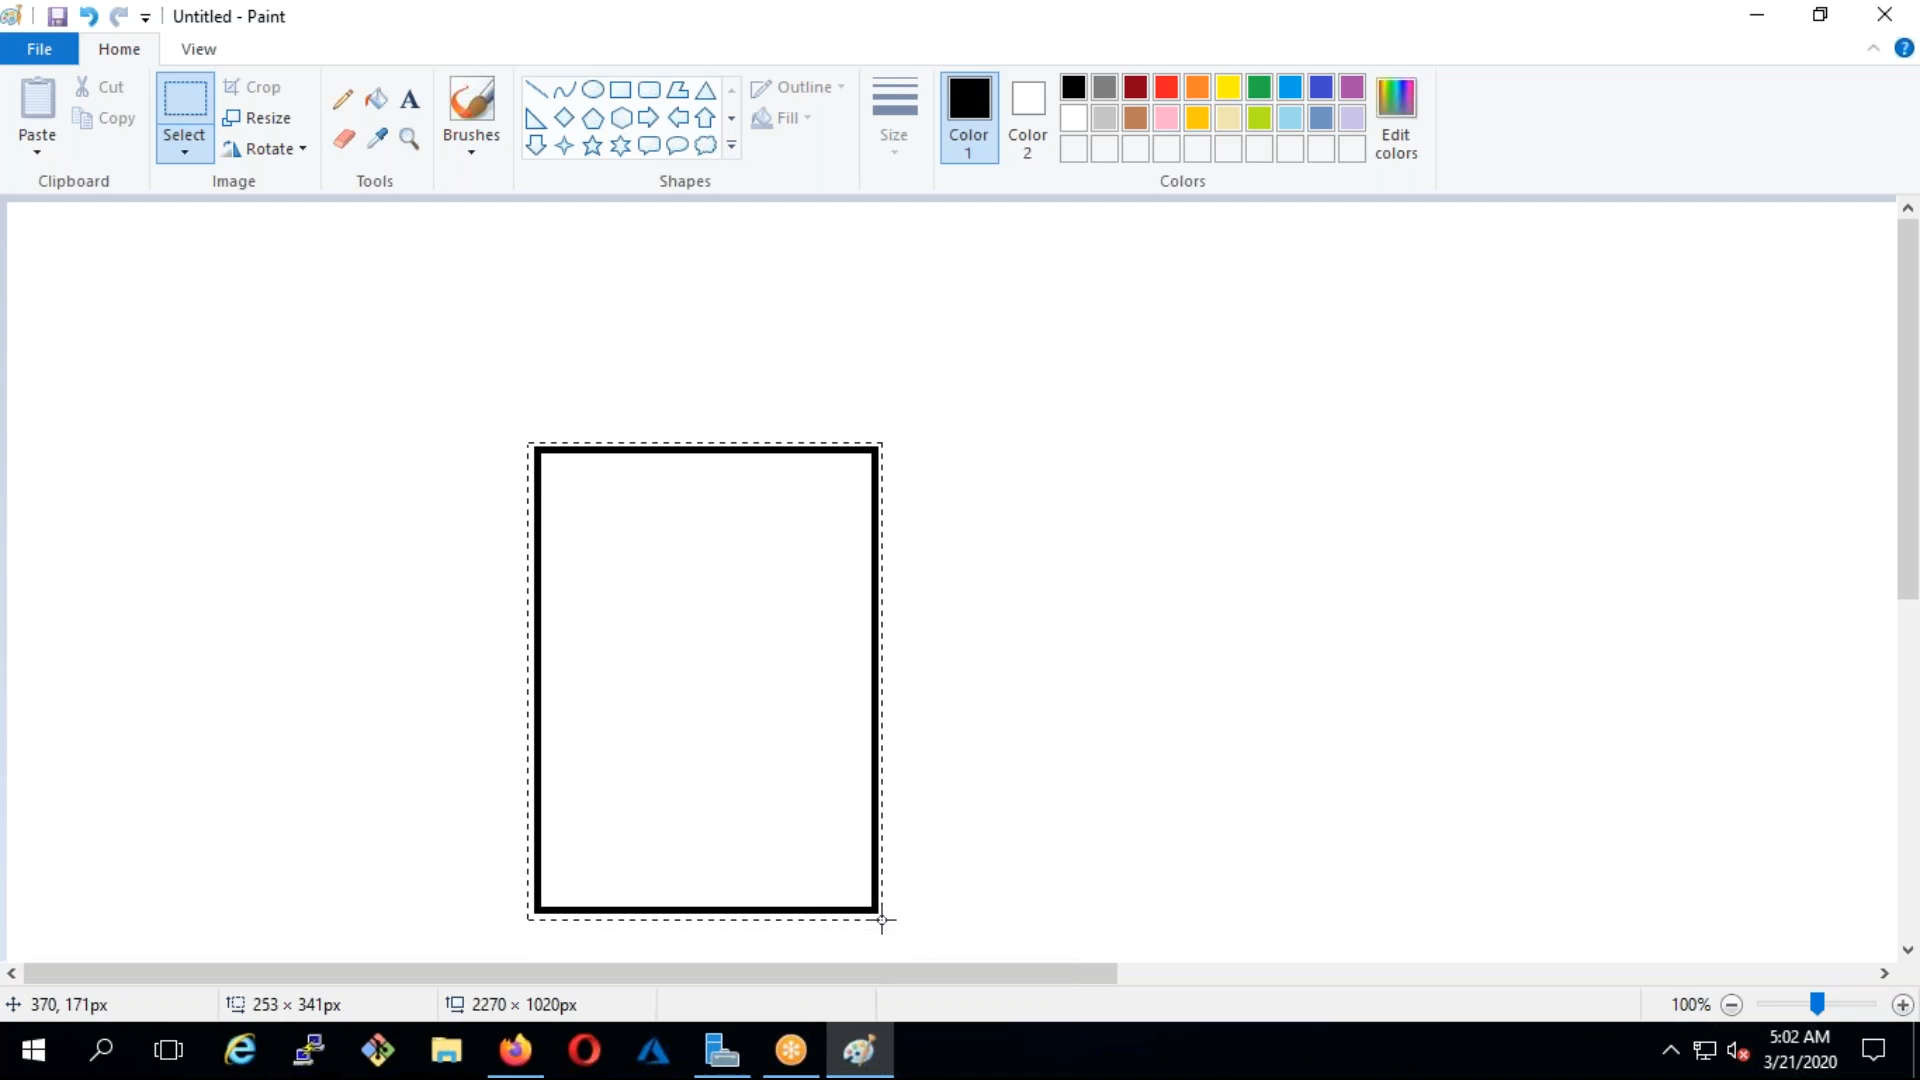 Untitled - Paint
File Home View
Paste
Cut
Copy
Clipboard
Select
Crop
Resize
Rotate
Image
A
Tools
Brushes
Shapes
Outline
Fill
Size
Color 1
Color 2
Edit colors
Colors
370, 171px 253 × 341px 2270 × 1020px 100%
5:02 AM
3/21/2020